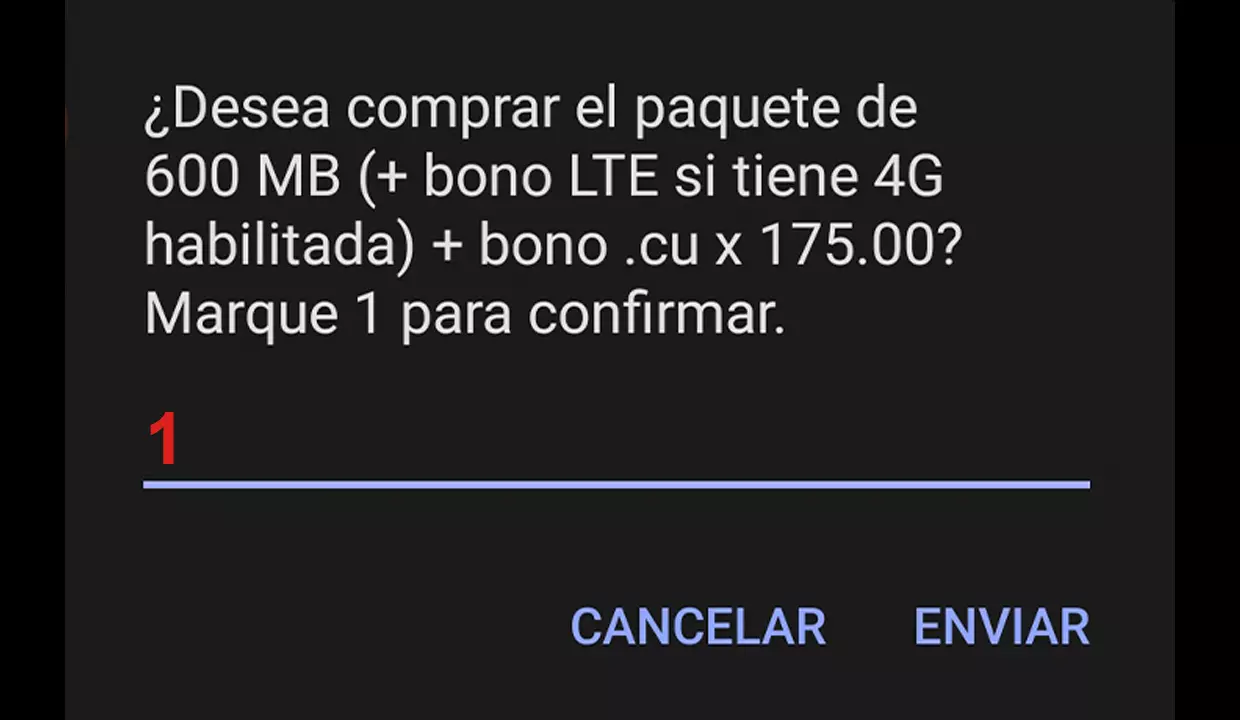 ¿Desea comprar el paquete de
600 MB (+ bono LTE si tiene 4G
habilitada) + bono .cu x 175.00?
Marque 1 para confirmar.
1
CANCELAR ENVIAR